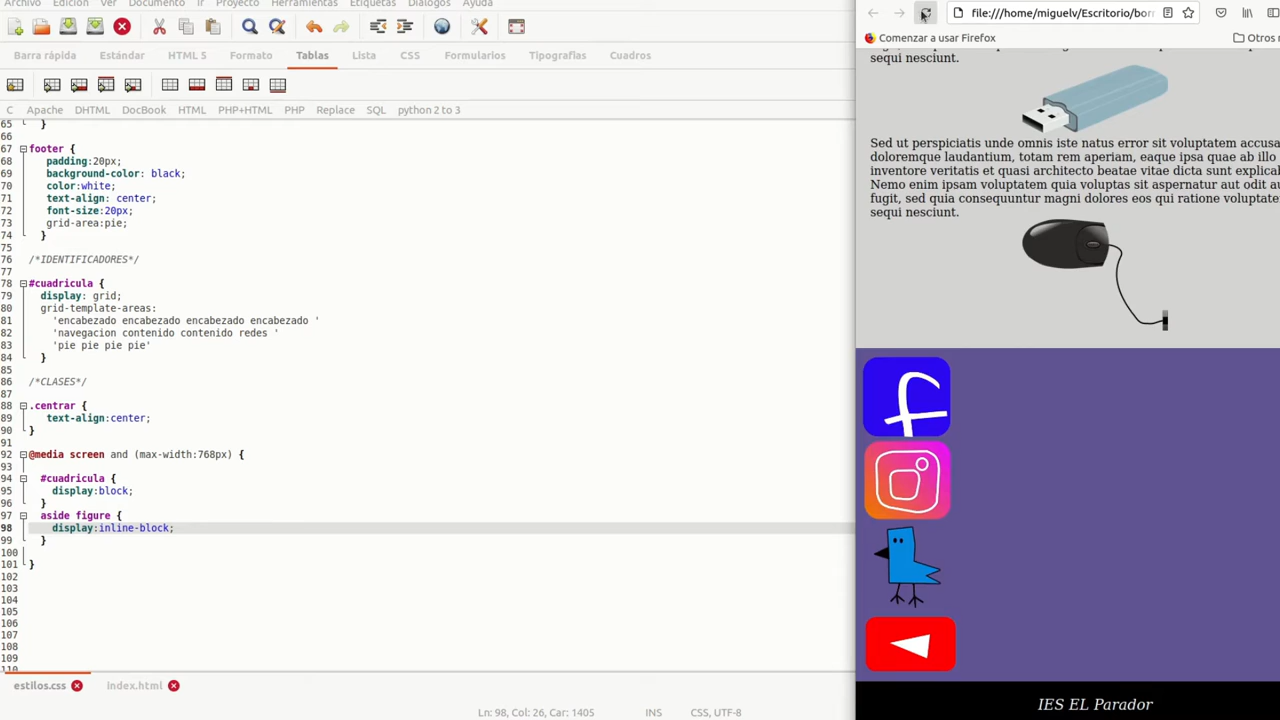 Archivo Edición Ver Documento Ir Proyecto Herramientas Etiquetas Diálogos Ayuda
Barra rápida Estándar HTML 5 Formato Tablas Lista CSS Formularios Tipografías Cuadros
C Apache DHTML DocBook HTML PHP+HTML PHP Replace SQL python 2 to 3
65 }
66
67 footer {
68 padding:20px;
69 background-color: black;
70 color:white;
71 text-align: center;
72 font-size:20px;
73 grid-area:pie;
74 }
75
76 /*IDENTIFICADORES*/
77
78 #cuadricula {
79 display: grid;
80 grid-template-areas:
81 'encabezado encabezado encabezado encabezado '
82 'navegacion contenido contenido redes '
83 'pie pie pie pie'
84 }
85
86 /*CLASES*/
87
88 .centrar {
89 text-align:center;
90 }
91
92 @media screen and (max-width:768px) {
93
94 #cuadricula {
95 display:block;
96 }
97 aside figure {
98 display:inline-block;
99 }
100
101 }
102
103
104
105
106
107
108
109
110
estilos.css index.html
Ln: 98, Col: 26, Car: 1405 INS CSS, UTF-8
file:///home/miguelv/Escritorio/borr
Comenzar a usar Firefox Otros
sequi nesciunt.
Sed ut perspiciatis unde omnis iste natus error sit voluptatem accusa
doloremque laudantium, totam rem aperiam, eaque ipsa quae ab illo
inventore veritatis et quasi architecto beatae vitae dicta sunt explicab
Nemo enim ipsam voluptatem quia voluptas sit aspernatur aut odit au
fugit, sed quia consequuntur magni dolores eos qui ratione voluptate
sequi nesciunt.
IES EL Parador